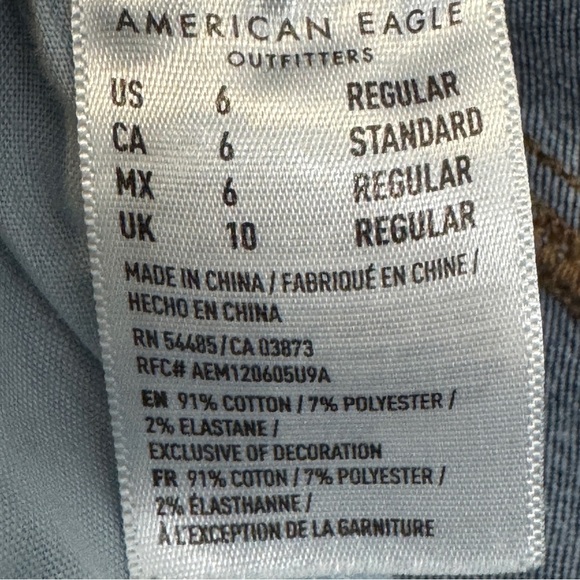 AMERICAN EAGLE
OUTFITTERS
US 6 REGULAR
CA 6 STANDARD
MX 6 REGULAR
UK 10 REGULAR
MADE IN CHINA / FABRIQUÉ EN CHINE /
HECHO EN CHINA
RN 54485/CA 03873
RFC# AEM120605U9A
EN 91% COTTON / 7% POLYESTER /
2% ELASTANE /
EXCLUSIVE OF DECORATION
FR 91% COTON / 7% POLYESTER /
2% ÉLASTHANNE /
À L'EXCEPTION DE LA GARNITURE